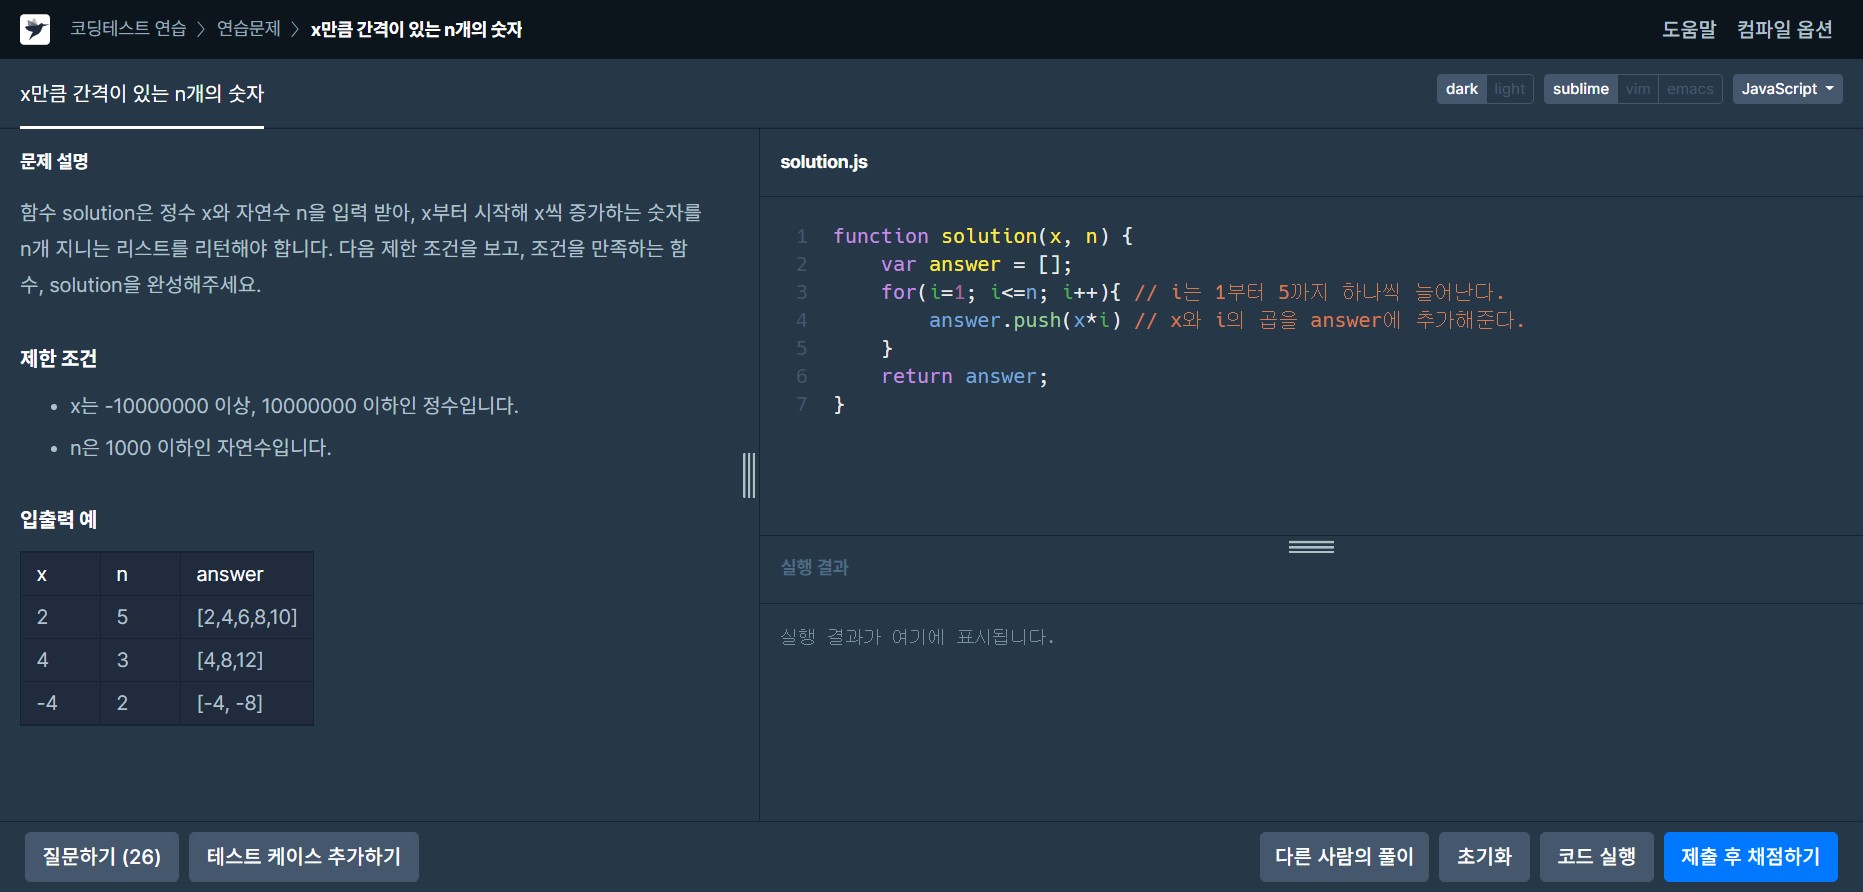 코딩테스트 연습 〉 연습문제 〉 x만큼 간격이 있는 n개의 숫자
도움말 컴파일 옵션
x만큼 간격이 있는 n개의 숫자
dark light sublime vim emacs JavaScript
문제 설명
함수 solution은 정수 x와 자연수 n을 입력 받아, x부터 시작해 x씩 증가하는 숫자를
n개 지니는 리스트를 리턴해야 합니다. 다음 제한 조건을 보고, 조건을 만족하는 함
수, solution을 완성해주세요.
제한 조건
• x는 -10000000 이상, 10000000 이하인 정수입니다.
• n은 1000 이하인 자연수입니다.
입출력 예
x n answer
2 5 [2,4,6,8,10]
4 3 [4,8,12]
-4 2 [-4, -8]
solution.js
1 function solution(x, n) {
2     var answer = [];
3     for(i=1; i<=n; i++){ // i는 1부터 5까지 하나씩 늘어난다.
4         answer.push(x*i) // x와 i의 곱을 answer에 추가해준다.
5     }
6     return answer;
7 }
실행 결과
실행 결과가 여기에 표시됩니다.
질문하기 (26) 테스트 케이스 추가하기
다른 사람의 풀이 초기화 코드 실행 제출 후 채점하기